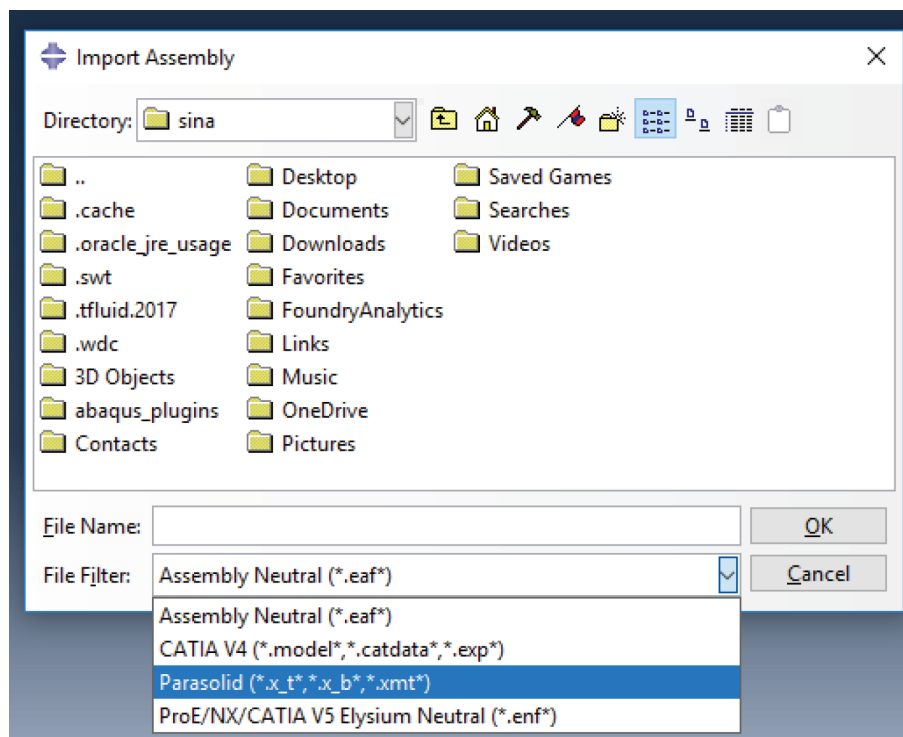 Import Assembly
Directory: sina
.. Desktop Saved Games
.cache Documents Searches
.oracle_jre_usage Downloads Videos
.swt Favorites
.tfluid.2017 FoundryAnalytics
.wdc Links
3D Objects Music
abaqus_plugins OneDrive
Contacts Pictures
File Name: OK
File Filter: Assembly Neutral (*.eaf*) Cancel
Assembly Neutral (*.eaf*)
CATIA V4 (*.model*,*.catdata*,*.exp*)
Parasolid (*.x_t*,*.x_b*,*.xmt*)
ProE/NX/CATIA V5 Elysium Neutral (*.enf*)